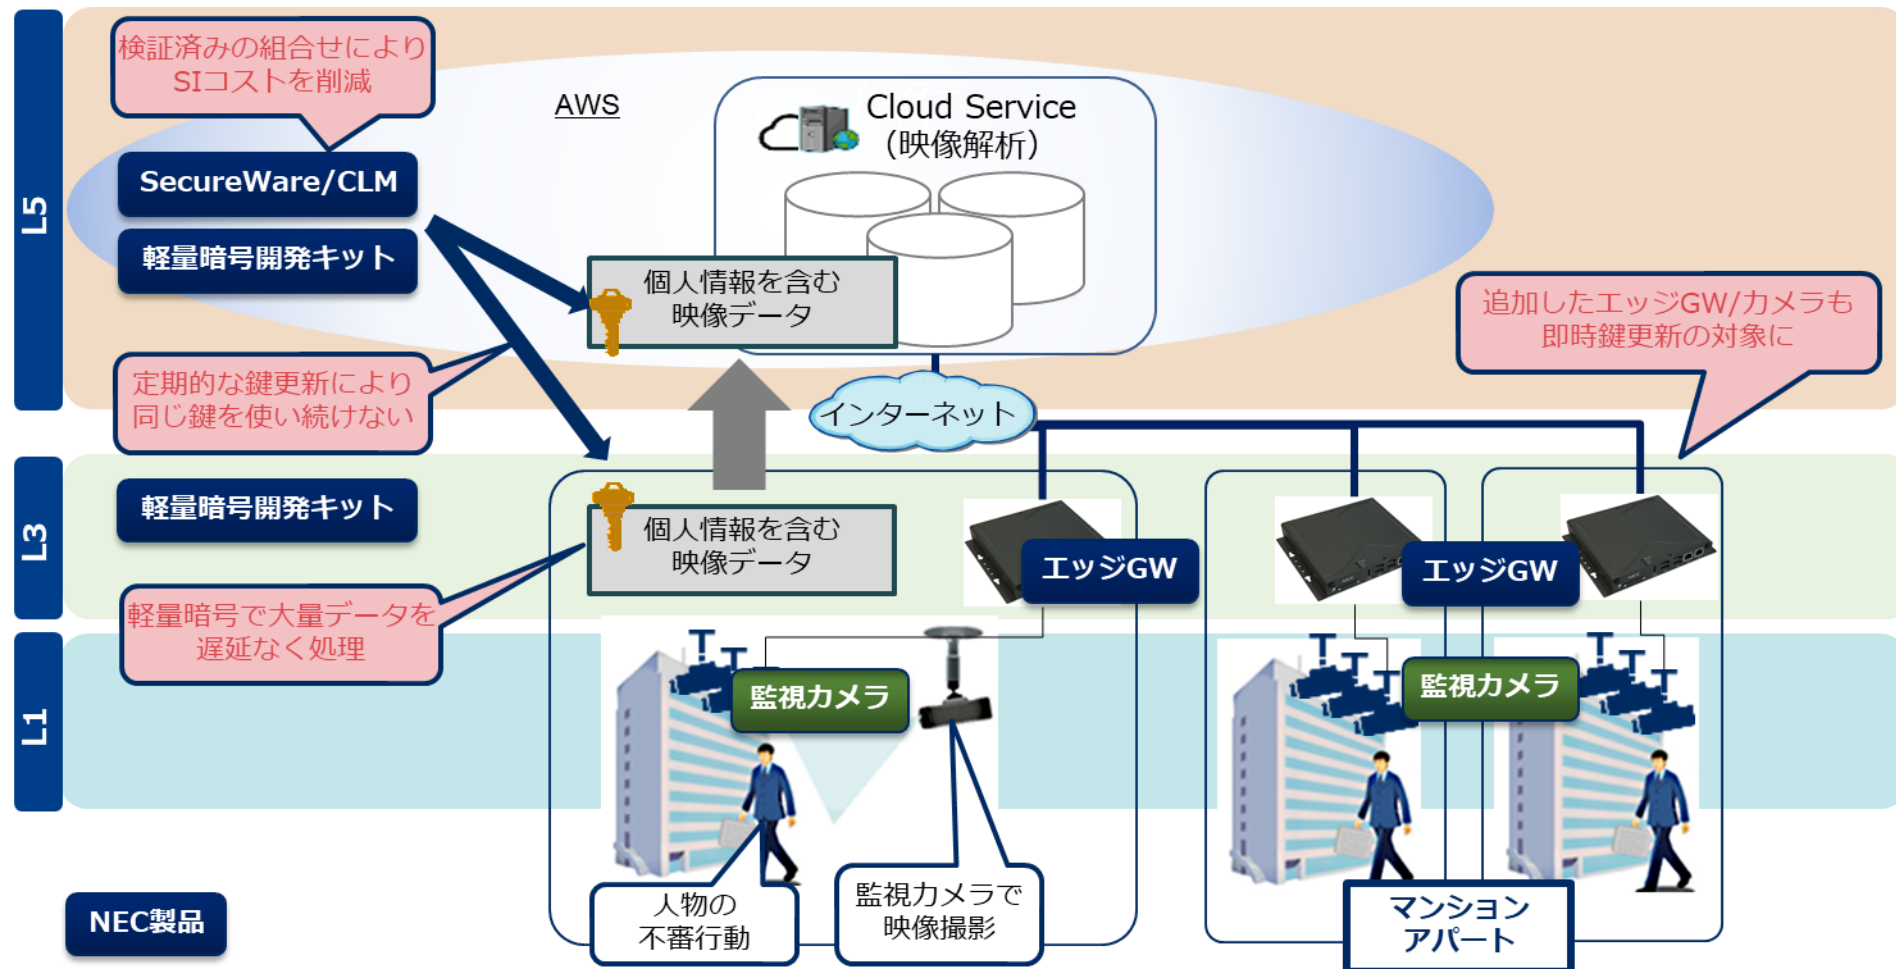 検証済みの組合せにより
SIコストを削減
AWS
Cloud Service
（映像解析）
L5
SecureWare/CLM
軽量暗号開発キット
個人情報を含む
映像データ
追加したエッジGW/カメラも
即時鍵更新の対象に
定期的な鍵更新により
同じ鍵を使い続けない
インターネット
L3
軽量暗号開発キット
個人情報を含む
映像データ
エッジGW
エッジGW
軽量暗号で大量データを
遅延なく処理
L1
監視カメラ
監視カメラ
人物の
不審行動
監視カメラで
映像撮影
マンション
アパート
NEC製品